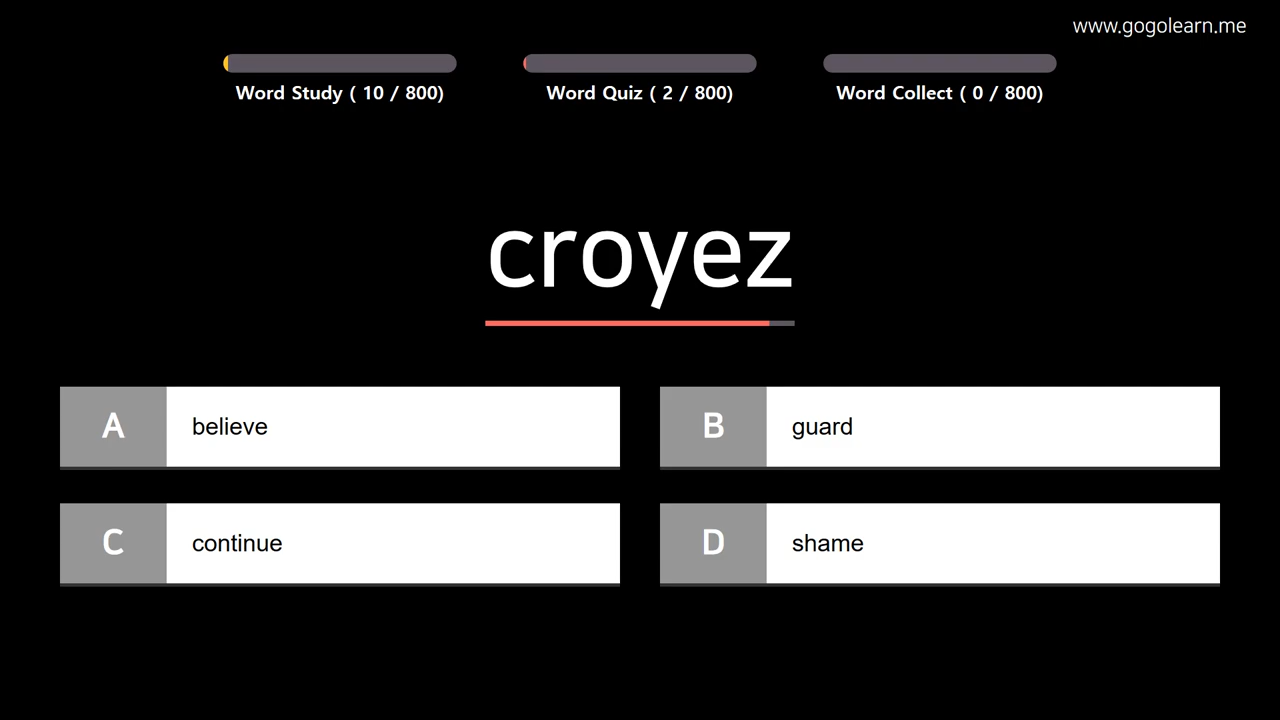 www.gogolearn.me
Word Study ( 10 / 800)
Word Quiz ( 2 / 800)
Word Collect ( 0 / 800)
croyez
A believe
B guard
C continue
D shame